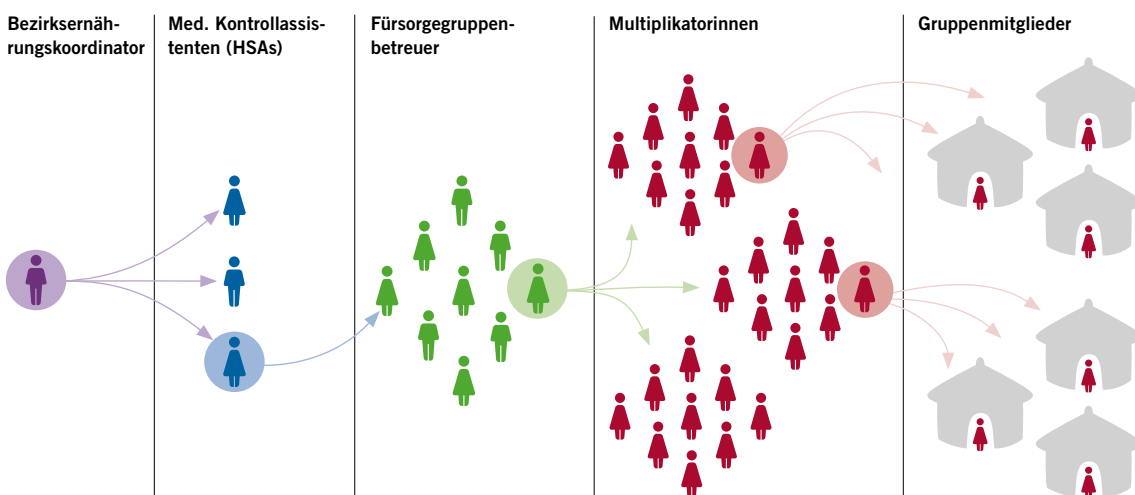 Bezirksernäh-
rungskoordinator
Med. Kontrollassis-
tenten (HSAs)
Fürsorgegruppen-
betreuer
Multiplikatorinnen
Gruppenmitglieder